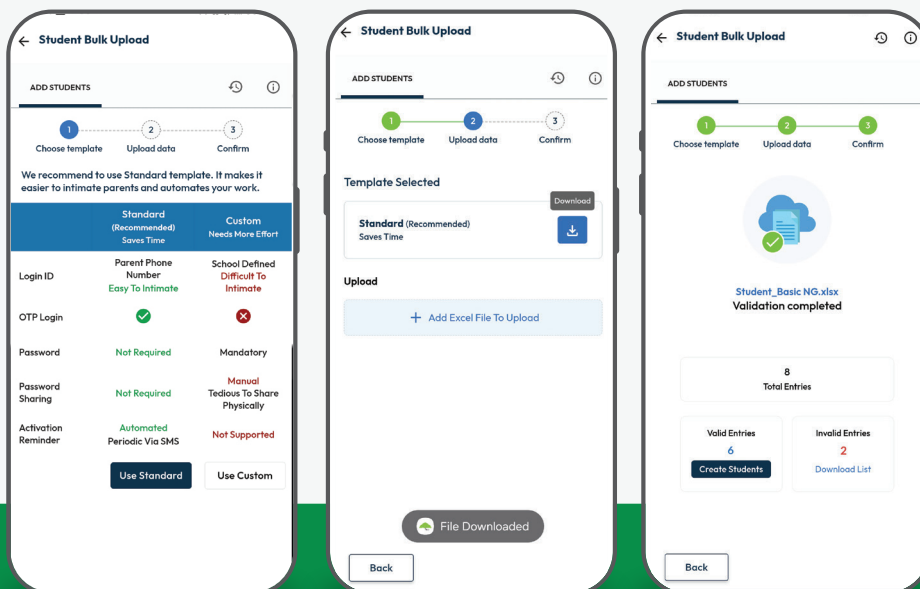 Student Bulk Upload
ADD STUDENTS
1
2
3
Choose template
Upload data
Confirm
We recommend to use Standard template. It makes it
easier to intimate parents and automates your work.
Standard
(Recommended)
Saves Time
Custom
Needs More Effort
Login ID
Parent Phone
Number
Easy To Intimate
School Defined
Difficult To
Intimate
OTP Login
Password
Not Required
Mandatory
Password
Sharing
Not Required
Manual
Tedious To Share
Physically
Activation
Reminder
Automated
Periodic Via SMS
Not Supported
Use Standard
Use Custom
Student Bulk Upload
ADD STUDENTS
1
2
3
Choose template
Upload data
Confirm
Template Selected
Download
Standard (Recommended)
Saves Time
Upload
+ Add Excel File To Upload
File Downloaded
Back
Student Bulk Upload
ADD STUDENTS
1
2
3
Choose template
Upload data
Confirm
Student_Basic NG.xlsx
Validation completed
8
Total Entries
Valid Entries
6
Create Students
Invalid Entries
2
Download List
Back